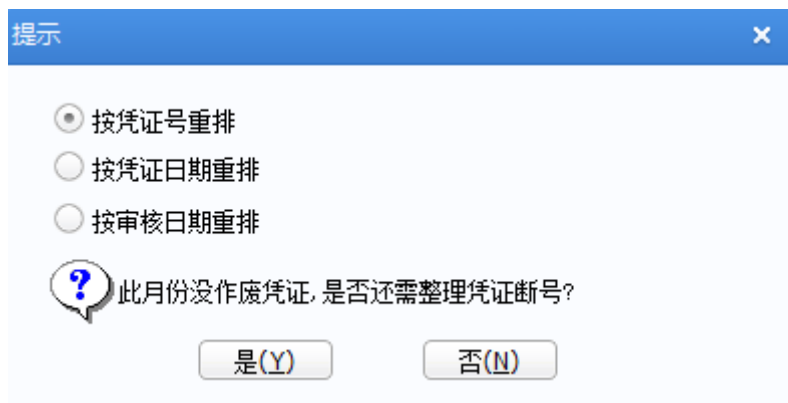 提示
按凭证号重排
按凭证日期重排
按审核日期重排
此月份没作废凭证,是否还需整理凭证断号?
是(Y) 否(N)